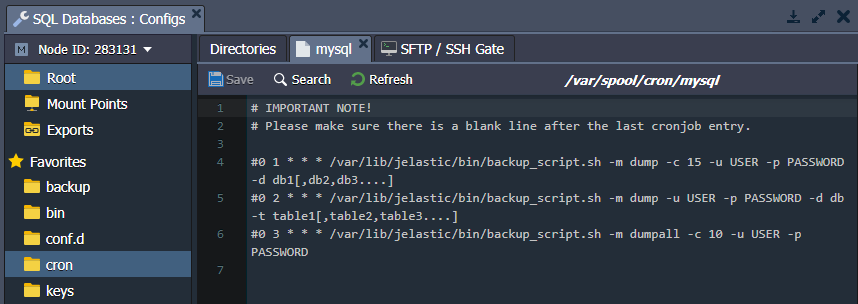 SQL Databases : Configs
Node ID: 283131
Root
Mount Points
Exports
Favorites
backup
bin
conf.d
cron
keys
Directories mysql SFTP / SSH Gate
Save Search Refresh /var/spool/cron/mysql
1 # IMPORTANT NOTE!
2 # Please make sure there is a blank line after the last cronjob entry.
3
4 #0 1 * * * /var/lib/jelastic/bin/backup_script.sh -m dump -c 15 -u USER -p PASSWORD
-d db1[,db2,db3....]
5 #0 2 * * * /var/lib/jelastic/bin/backup_script.sh -m dump -u USER -p PASSWORD -d db
-t table1[,table2,table3....]
6 #0 3 * * * /var/lib/jelastic/bin/backup_script.sh -m dumpall -c 10 -u USER -p
PASSWORD
7